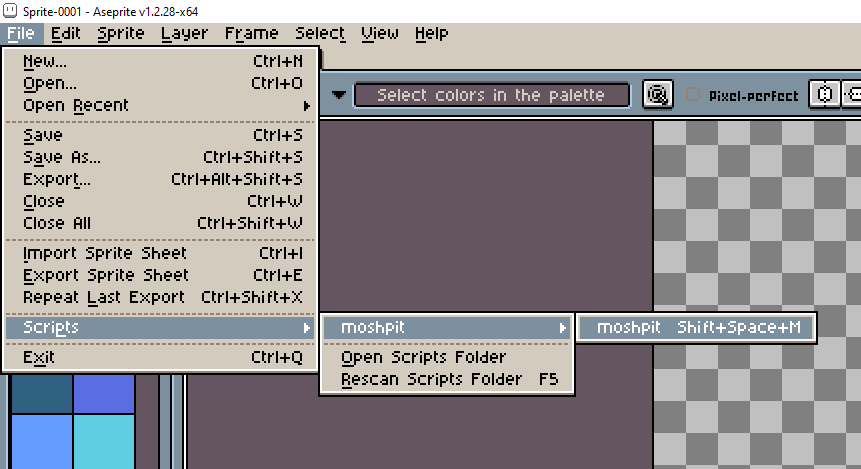 Sprite-0001 - Aseprite v1.2.28-x64
File Edit Sprite Layer Frame Select View Help
New... Ctrl+N
Open... Ctrl+O
Open Recent
Select colors in the palette
Pixel-perfect
Save Ctrl+S
Save As... Ctrl+Shift+S
Export... Ctrl+Alt+Shift+S
Close Ctrl+W
Close All Ctrl+Shift+W
Import Sprite Sheet Ctrl+I
Export Sprite Sheet Ctrl+E
Repeat Last Export Ctrl+Shift+X
Scripts
moshpit
moshpit Shift+Space+M
Exit Ctrl+Q
Open Scripts Folder
Rescan Scripts Folder F5